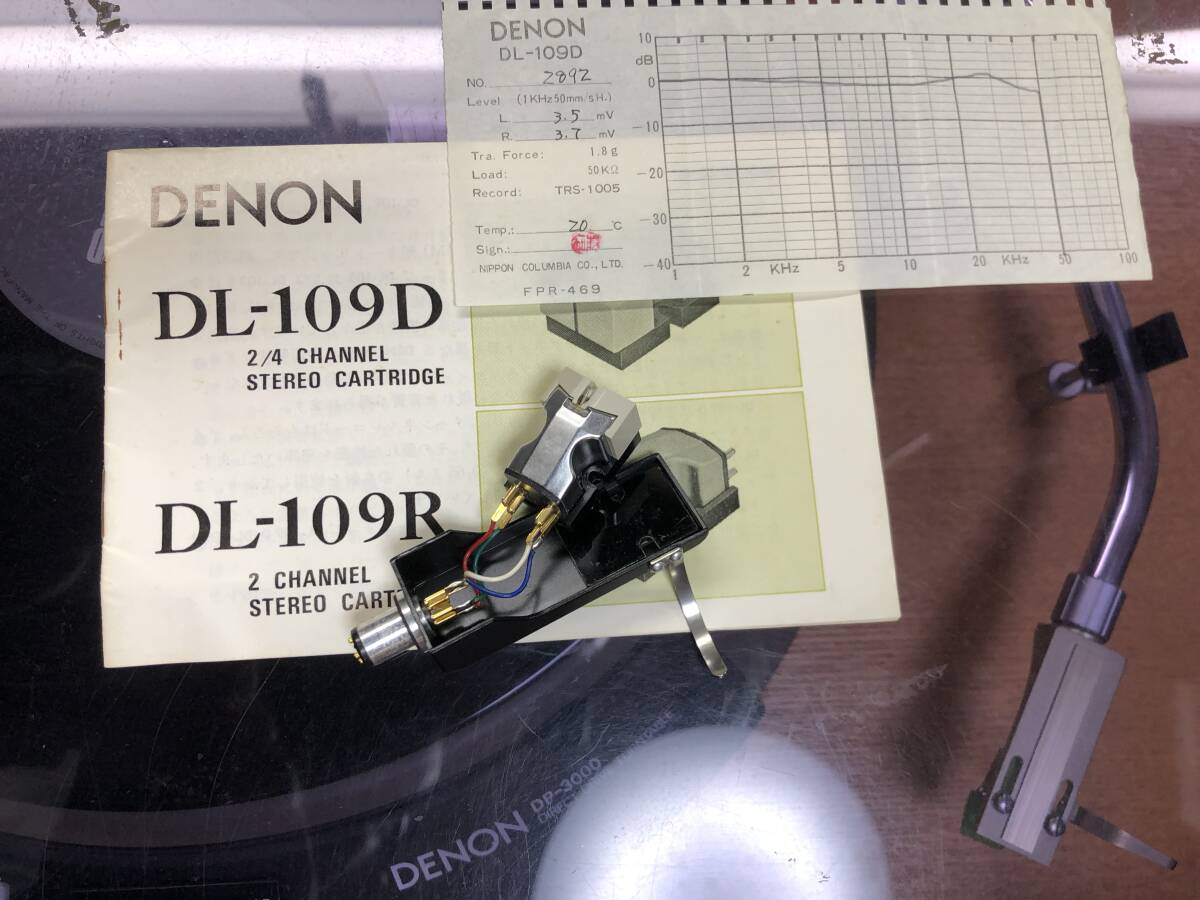 DENON
DL-109D
NO. 2892
Level (1KHz 50mm/s H.)
L 3.5 mV
R 3.7 mV
Tra. Force: 1.8 g
Load: 50KΩ
Record: TRS-1005
Temp.: 20 °C
Sign.:
NIPPON COLUMBIA CO., LTD.
FPR-469
10
dB
0
-10
-20
-30
-40
1 2 KHz 5 10 20 KHz 50 100
DENON
DL-109D
2/4 CHANNEL
STEREO CARTRIDGE
DL-109R
2 CHANNEL
STEREO CART
DENON DP-3000